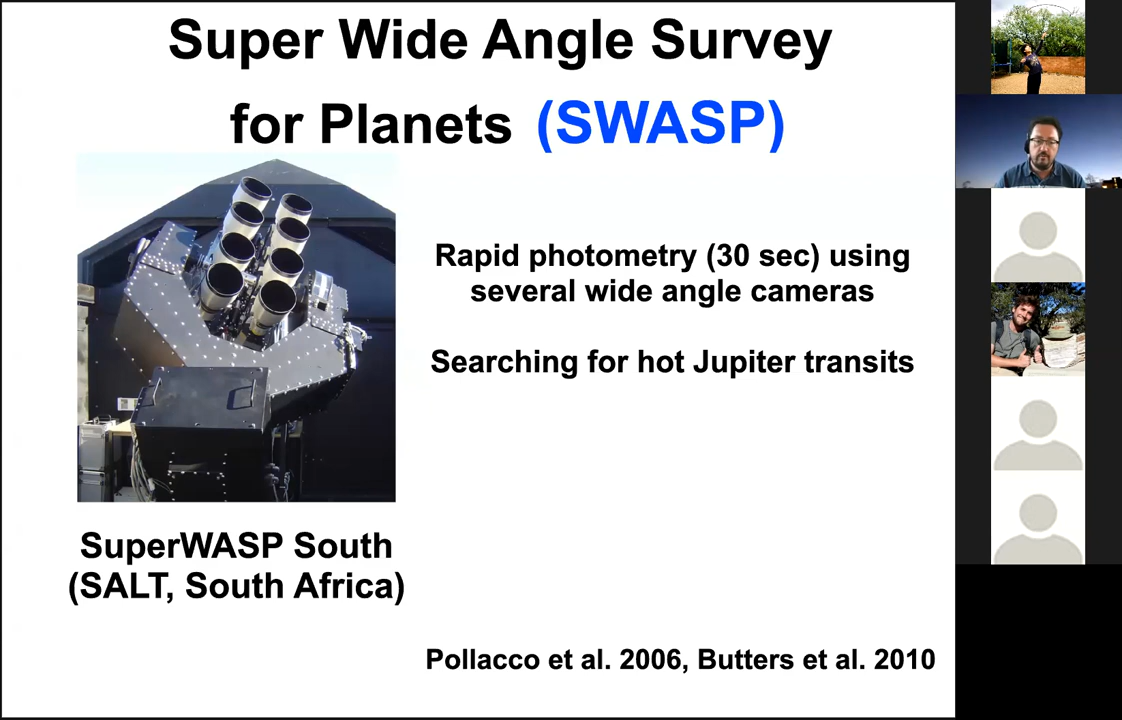 Super Wide Angle Survey
for Planets (SWASP)
Rapid photometry (30 sec) using
several wide angle cameras
Searching for hot Jupiter transits
SuperWASP South
(SALT, South Africa)
Pollacco et al. 2006, Butters et al. 2010